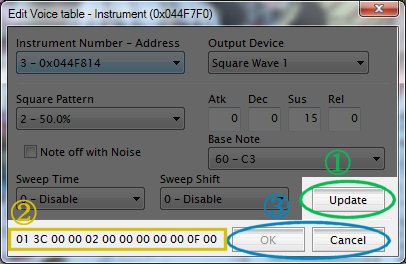 Edit Voice table - Instrument (0x044F7F0)
Instrument Number - Address
Output Device
3 - 0x044F814
Square Wave 1
Square Pattern
Atk Dec Sus Rel
2 - 50.0%
0 0 15 0
Base Note
Note off with Noise
60 - C3
①
Sweep Time
Sweep Shift
0 - Disable
0 - Disable
Update
②
③
01 3C 00 00 02 00 00 00 00 00 0F 00
OK
Cancel